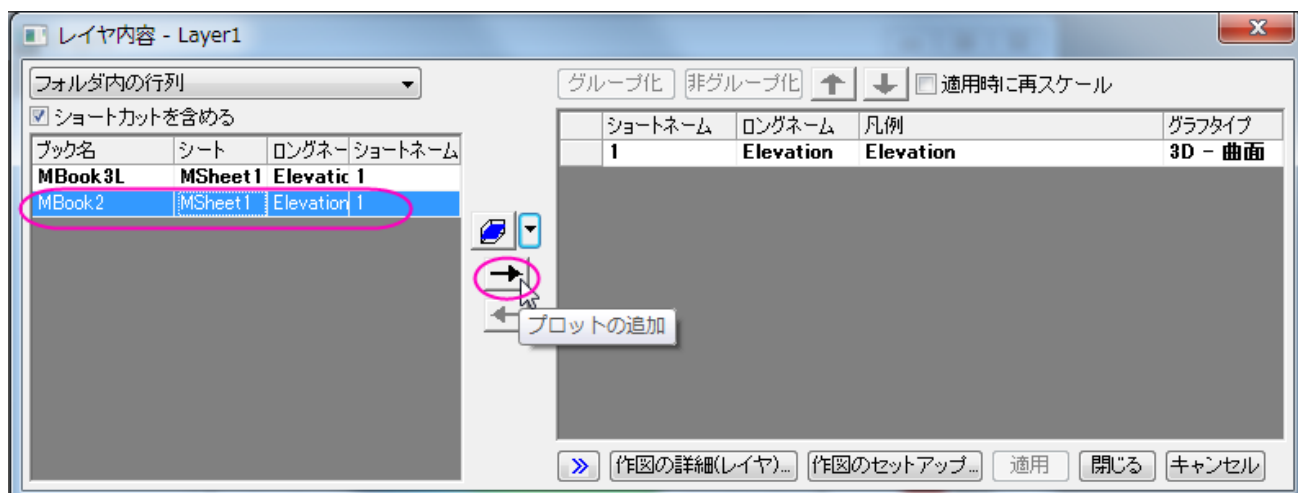 レイヤ内容 - Layer1
フォルダ内の行列
グループ化 非グループ化 適用時に再スケール
ショートカットを含める
ブック名 シート ロングネー ショートネーム
MBook3L MSheet1 Elevatic 1
MBook2 MSheet1 Elevation 1
ショートネーム ロングネーム 凡例 グラフタイプ
1 Elevation Elevation 3D - 曲面
プロットの追加
作図の詳細(レイヤ)... 作図のセットアップ... 適用 閉じる キャンセル